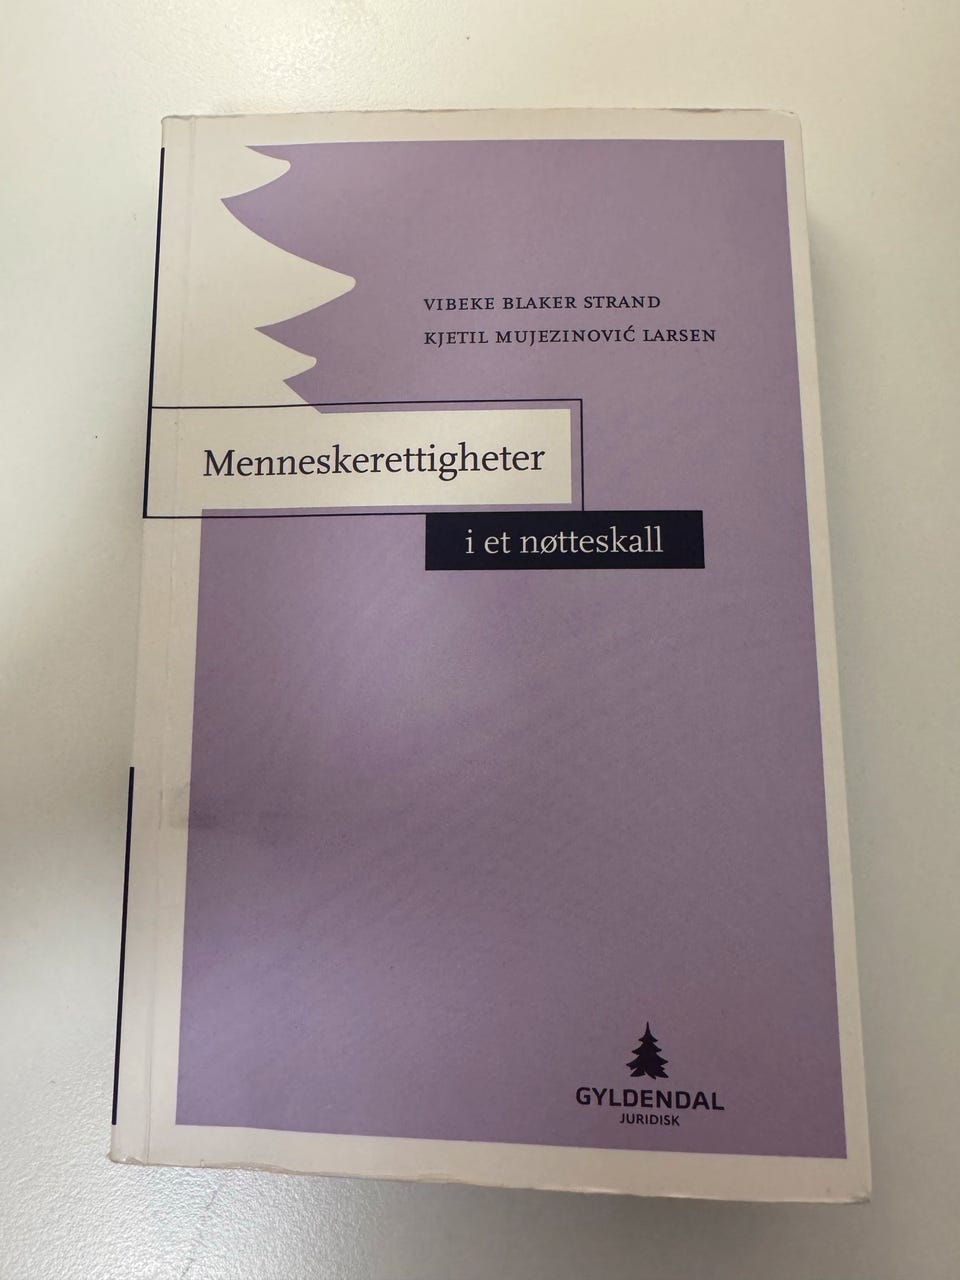 VIBEKE BLAKER STRAND
KJETIL MUJEZINOVIĆ LARSEN
Menneskerettigheter
i et nøtteskall
GYLDENDAL
JURIDISK